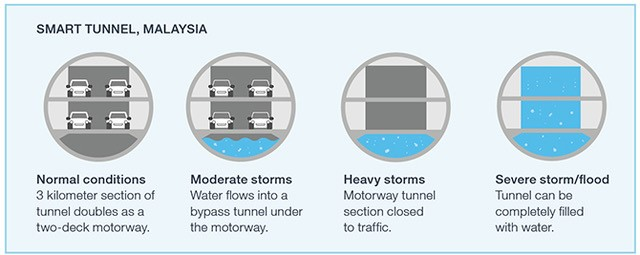 SMART TUNNEL, MALAYSIA
Normal conditions
3 kilometer section of
tunnel doubles as a
two-deck motorway.
Moderate storms
Water flows into a
bypass tunnel under
the motorway.
Heavy storms
Motorway tunnel
section closed
to traffic.
Severe storm/flood
Tunnel can be
completely filled
with water.